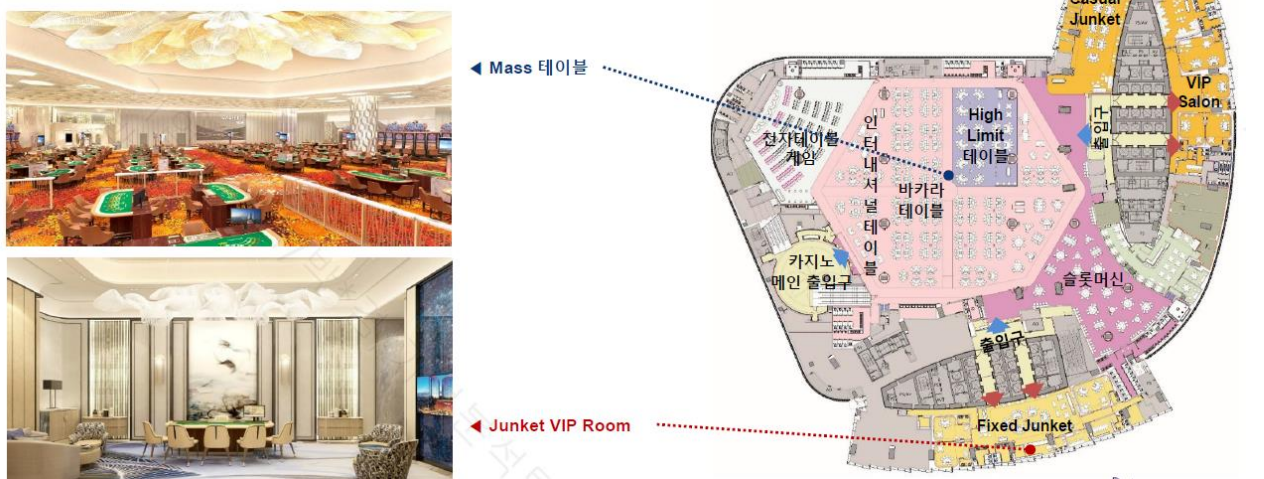 ◀ Mass 테이블
◀ Junket VIP Room
Casual
Junket
VIP
Salon
출입구
High
Limit
테이블
전자테이블
게임
인터내셔널테이블
바카라
테이블
카지노
메인 출입구
슬롯머신
출입구
Fixed Junket